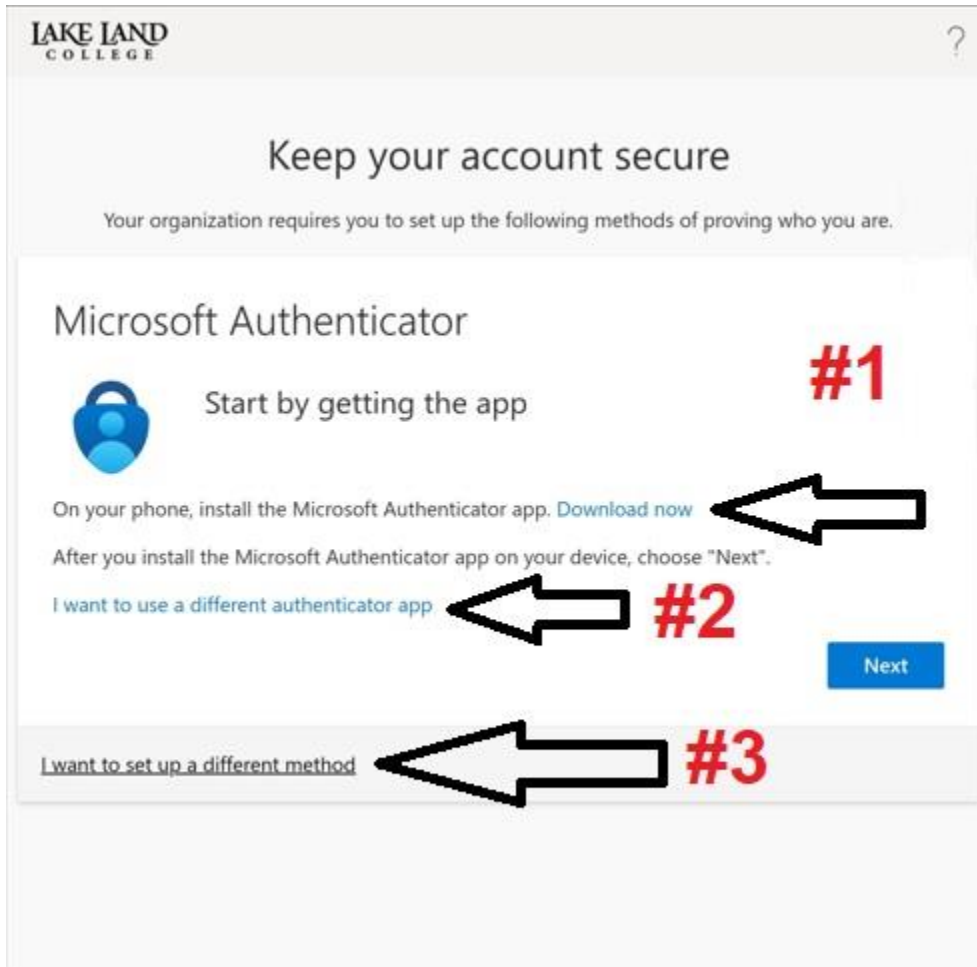 LAKE LAND
COLLEGE
?
Keep your account secure
Your organization requires you to set up the following methods of proving who you are.
Microsoft Authenticator
#1
Start by getting the app
On your phone, install the Microsoft Authenticator app. Download now
After you install the Microsoft Authenticator app on your device, choose "Next".
I want to use a different authenticator app
#2
Next
I want to set up a different method
#3